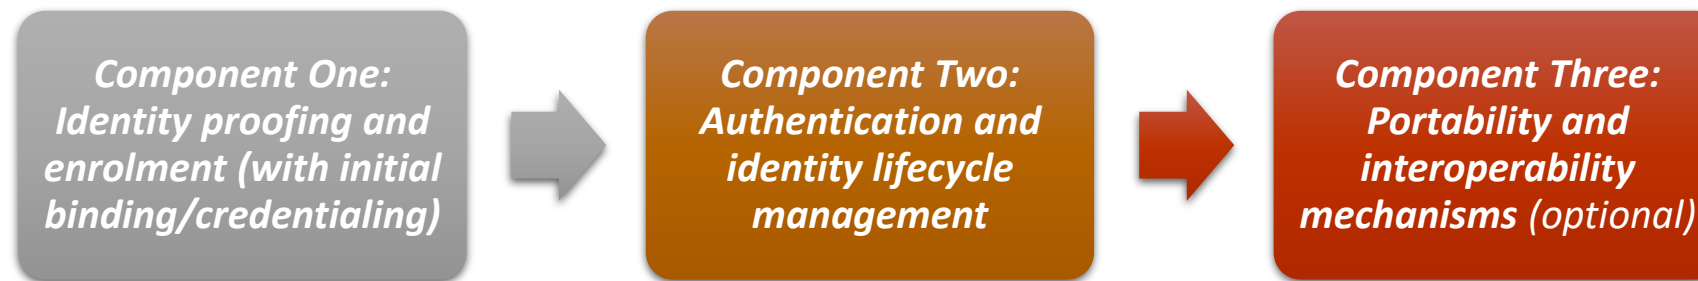 Component One:
Identity proofing and
enrolment (with initial
binding/credentialing)
Component Two:
Authentication and
identity lifecycle
management
Component Three:
Portability and
interoperability
mechanisms (optional)